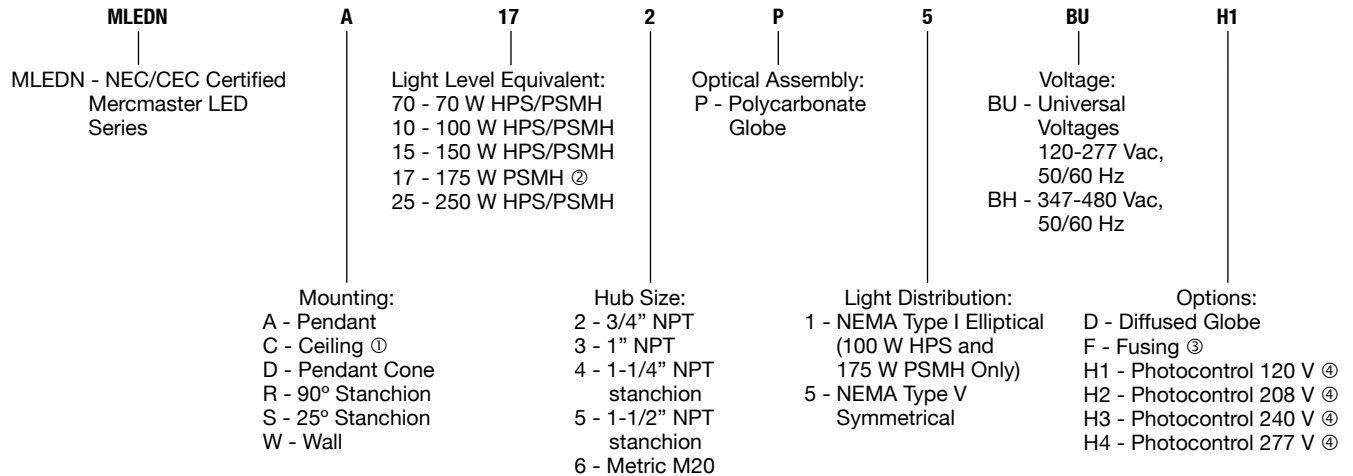 MLEDN A 17 2 P 5 BU H1
MLEDN - NEC/CEC Certified
Mercmaster LED
Series
Light Level Equivalent:
70 - 70 W HPS/PSMH
10 - 100 W HPS/PSMH
15 - 150 W HPS/PSMH
17 - 175 W PSMH ②
25 - 250 W HPS/PSMH
Optical Assembly:
P - Polycarbonate
Globe
Voltage:
BU - Universal
Voltages
120-277 Vac,
50/60 Hz
BH - 347-480 Vac,
50/60 Hz
Mounting:
A - Pendant
C - Ceiling ①
D - Pendant Cone
R - 90º Stanchion
S - 25º Stanchion
W - Wall
Hub Size:
2 - 3/4” NPT
3 - 1” NPT
4 - 1-1/4” NPT
stanchion
5 - 1-1/2” NPT
stanchion
6 - Metric M20
Light Distribution:
1 - NEMA Type I Elliptical
(100 W HPS and
175 W PSMH Only)
5 - NEMA Type V
Symmetrical
Options:
D - Diffused Globe
F - Fusing ③
H1 - Photocontrol 120 V ④
H2 - Photocontrol 208 V ④
H3 - Photocontrol 240 V ④
H4 - Photocontrol 277 V ④